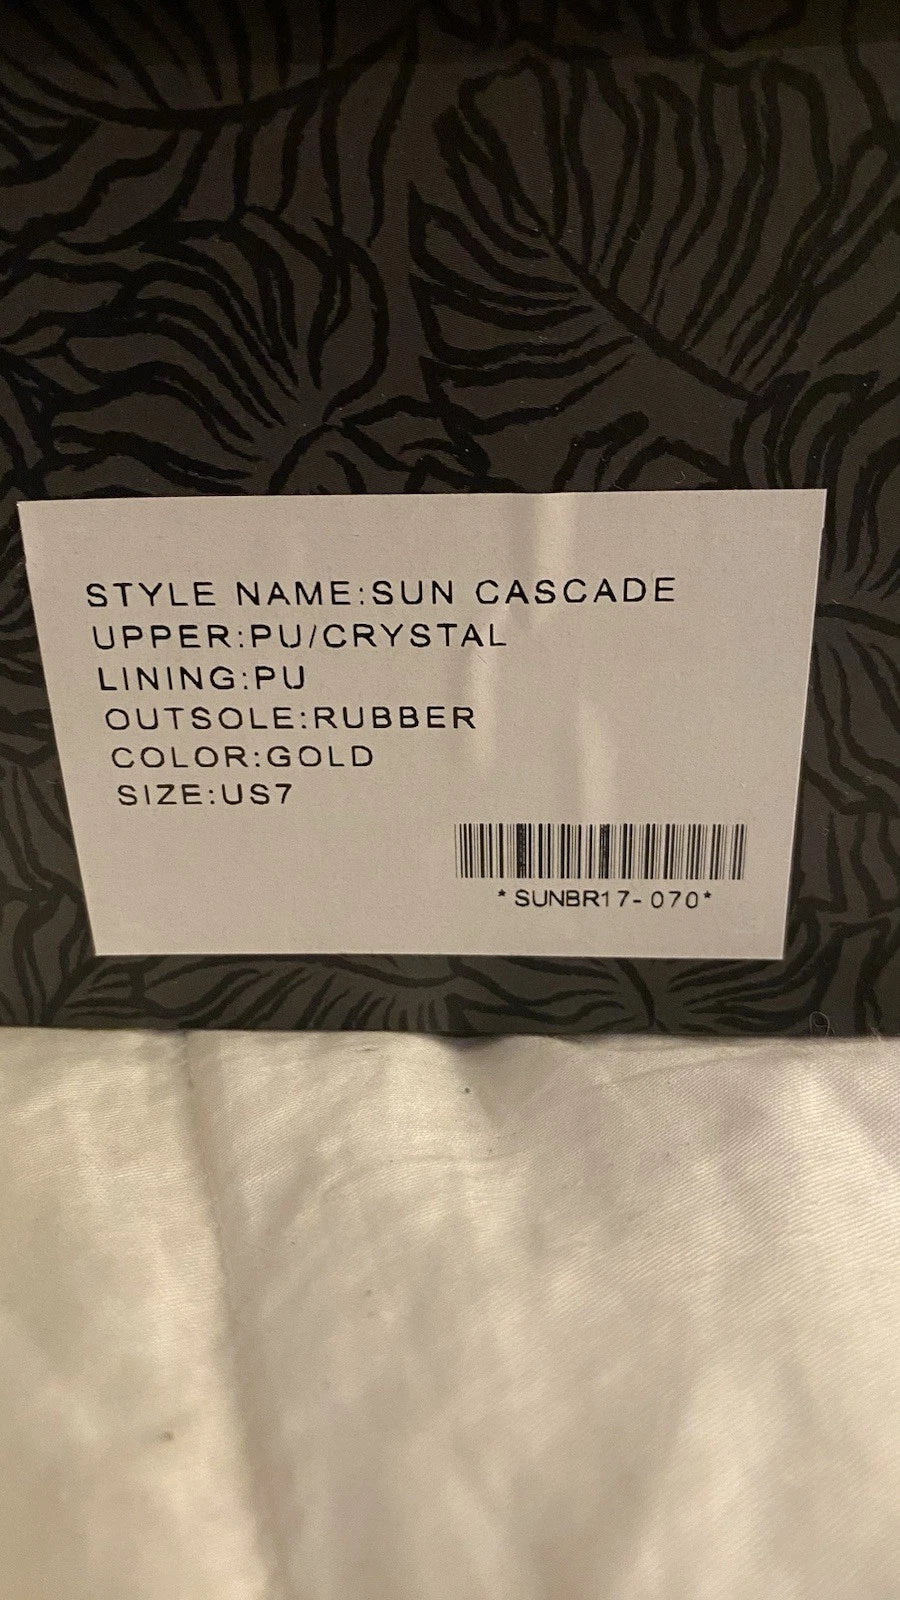 STYLE NAME:SUN CASCADE
UPPER:PU/CRYSTAL
LINING:PU
OUTSOLE:RUBBER
COLOR:GOLD
SIZE:US7
*SUNBR17-070*